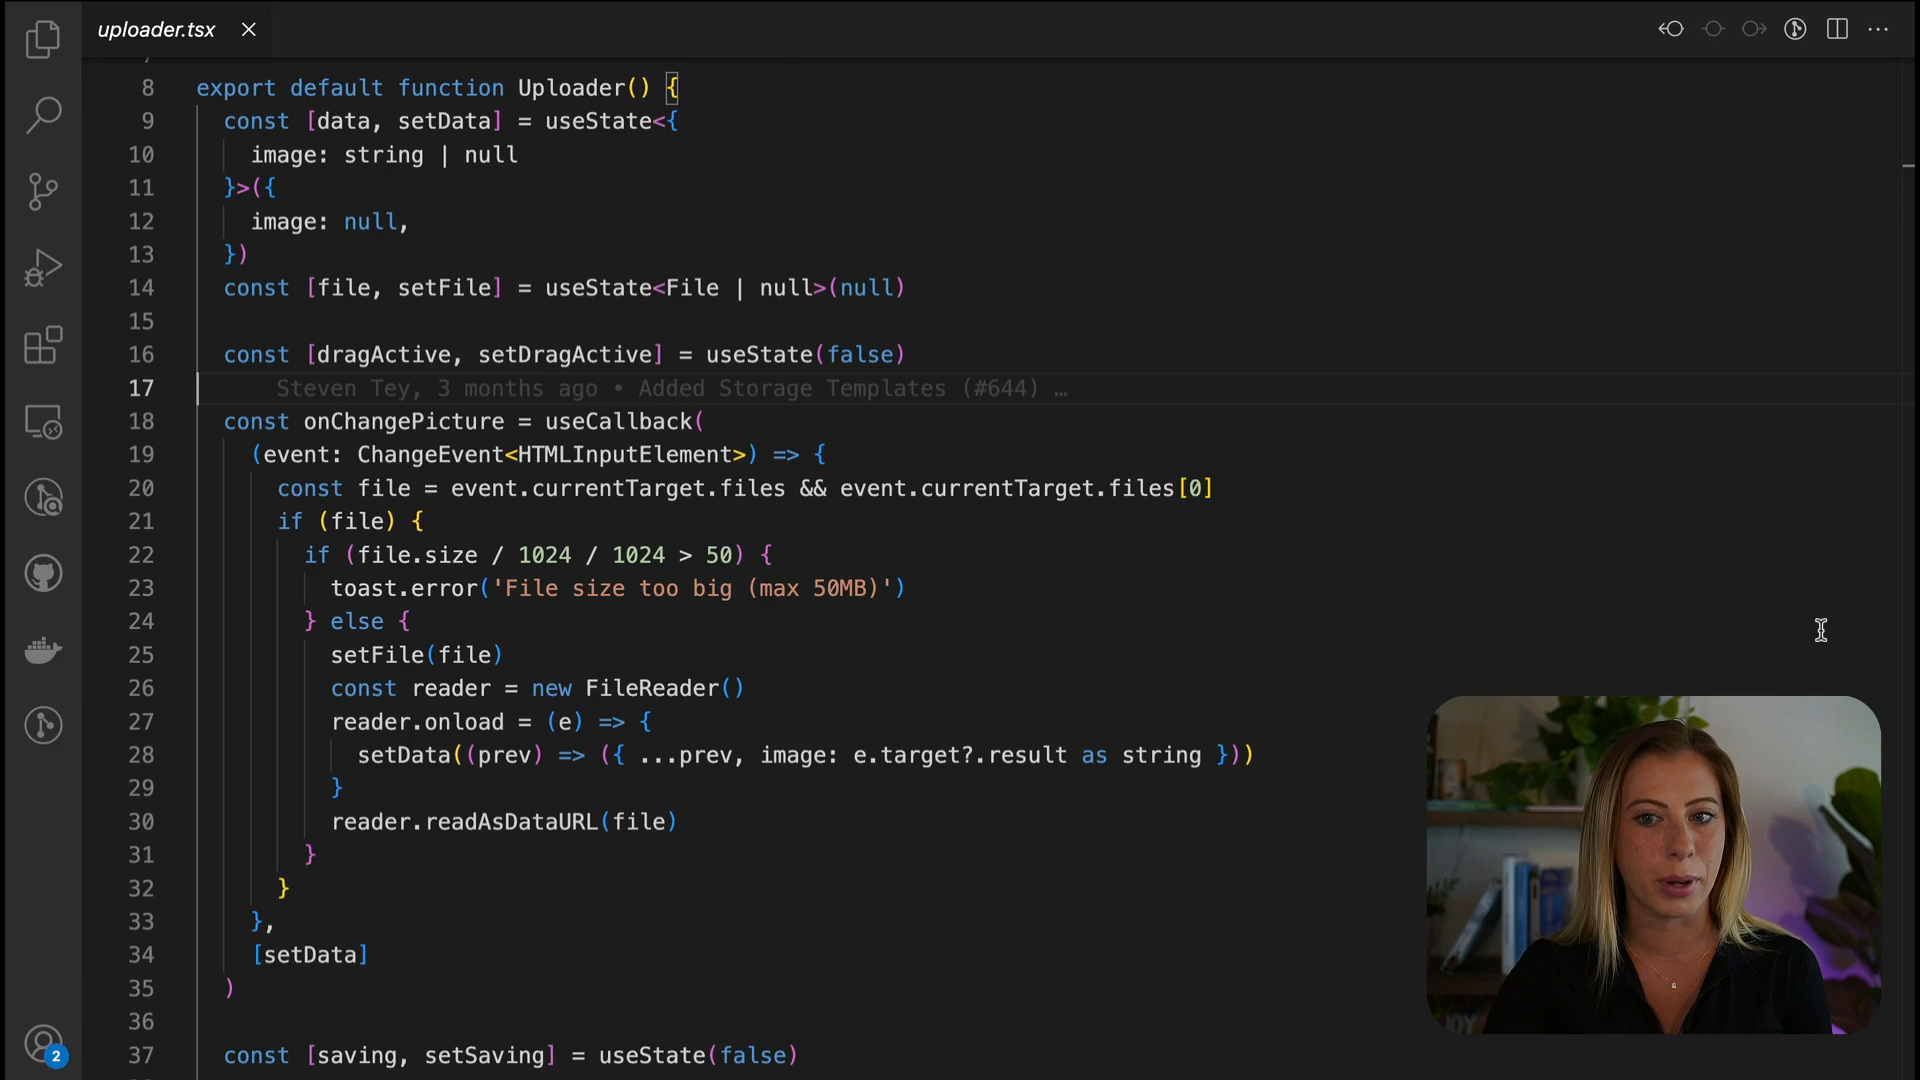 uploader.tsx
8 export default function Uploader() {
9 const [data, setData] = useState<{
10 image: string | null
11 }>({
12 image: null,
13 })
14 const [file, setFile] = useState<File | null>(null)
15
16 const [dragActive, setDragActive] = useState(false)
17 Steven Tey, 3 months ago • Added Storage Templates (#644) …
18 const onChangePicture = useCallback(
19 (event: ChangeEvent<HTMLInputElement>) => {
20 const file = event.currentTarget.files && event.currentTarget.files[0]
21 if (file) {
22 if (file.size / 1024 / 1024 > 50) {
23 toast.error('File size too big (max 50MB)')
24 } else {
25 setFile(file)
26 const reader = new FileReader()
27 reader.onload = (e) => {
28 setData((prev) => ({ ...prev, image: e.target?.result as string }))
29 }
30 reader.readAsDataURL(file)
31 }
32 }
33 },
34 [setData]
35 )
36
37 const [saving, setSaving] = useState(false)
2